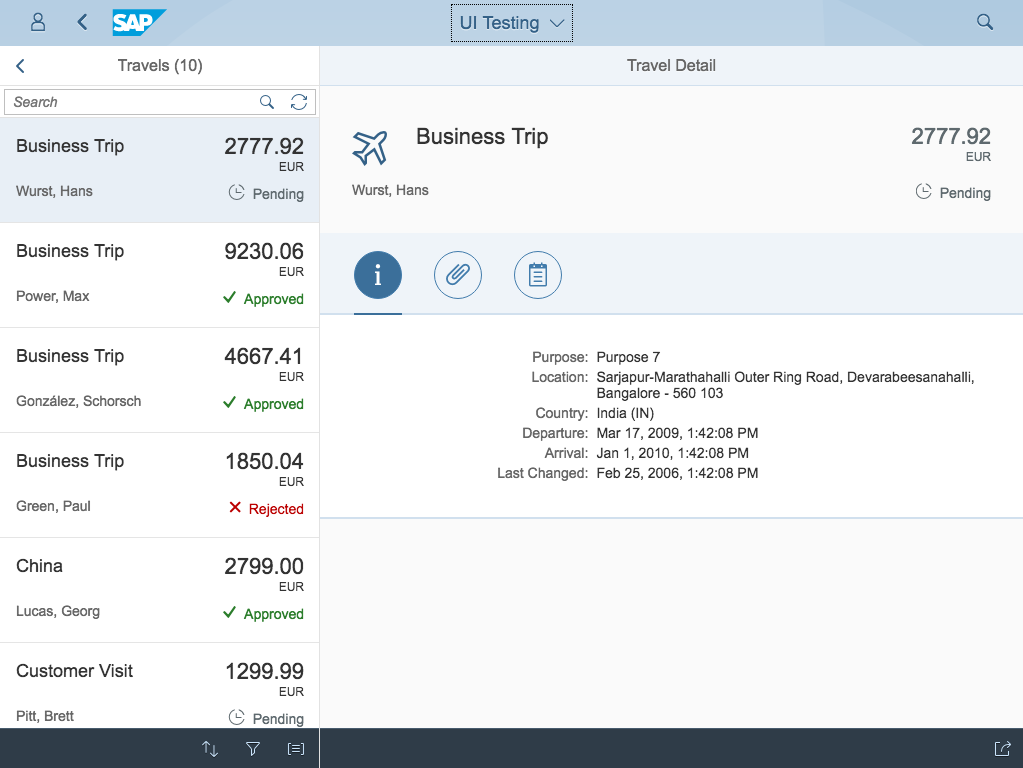 SAP
UI Testing
Travels (10)
Travel Detail
Search
Business Trip 2777.92
EUR
Wurst, Hans Pending
Business Trip 9230.06
EUR
Power, Max Approved
Business Trip 4667.41
EUR
González, Schorsch Approved
Business Trip 1850.04
EUR
Green, Paul Rejected
China 2799.00
EUR
Lucas, Georg Approved
Customer Visit 1299.99
EUR
Pitt, Brett Pending
Business Trip 2777.92
EUR
Wurst, Hans Pending
Purpose: Purpose 7
Location: Sarjapur-Marathahalli Outer Ring Road, Devarabeesanahalli,
Bangalore - 560 103
Country: India (IN)
Departure: Mar 17, 2009, 1:42:08 PM
Arrival: Jan 1, 2010, 1:42:08 PM
Last Changed: Feb 25, 2006, 1:42:08 PM